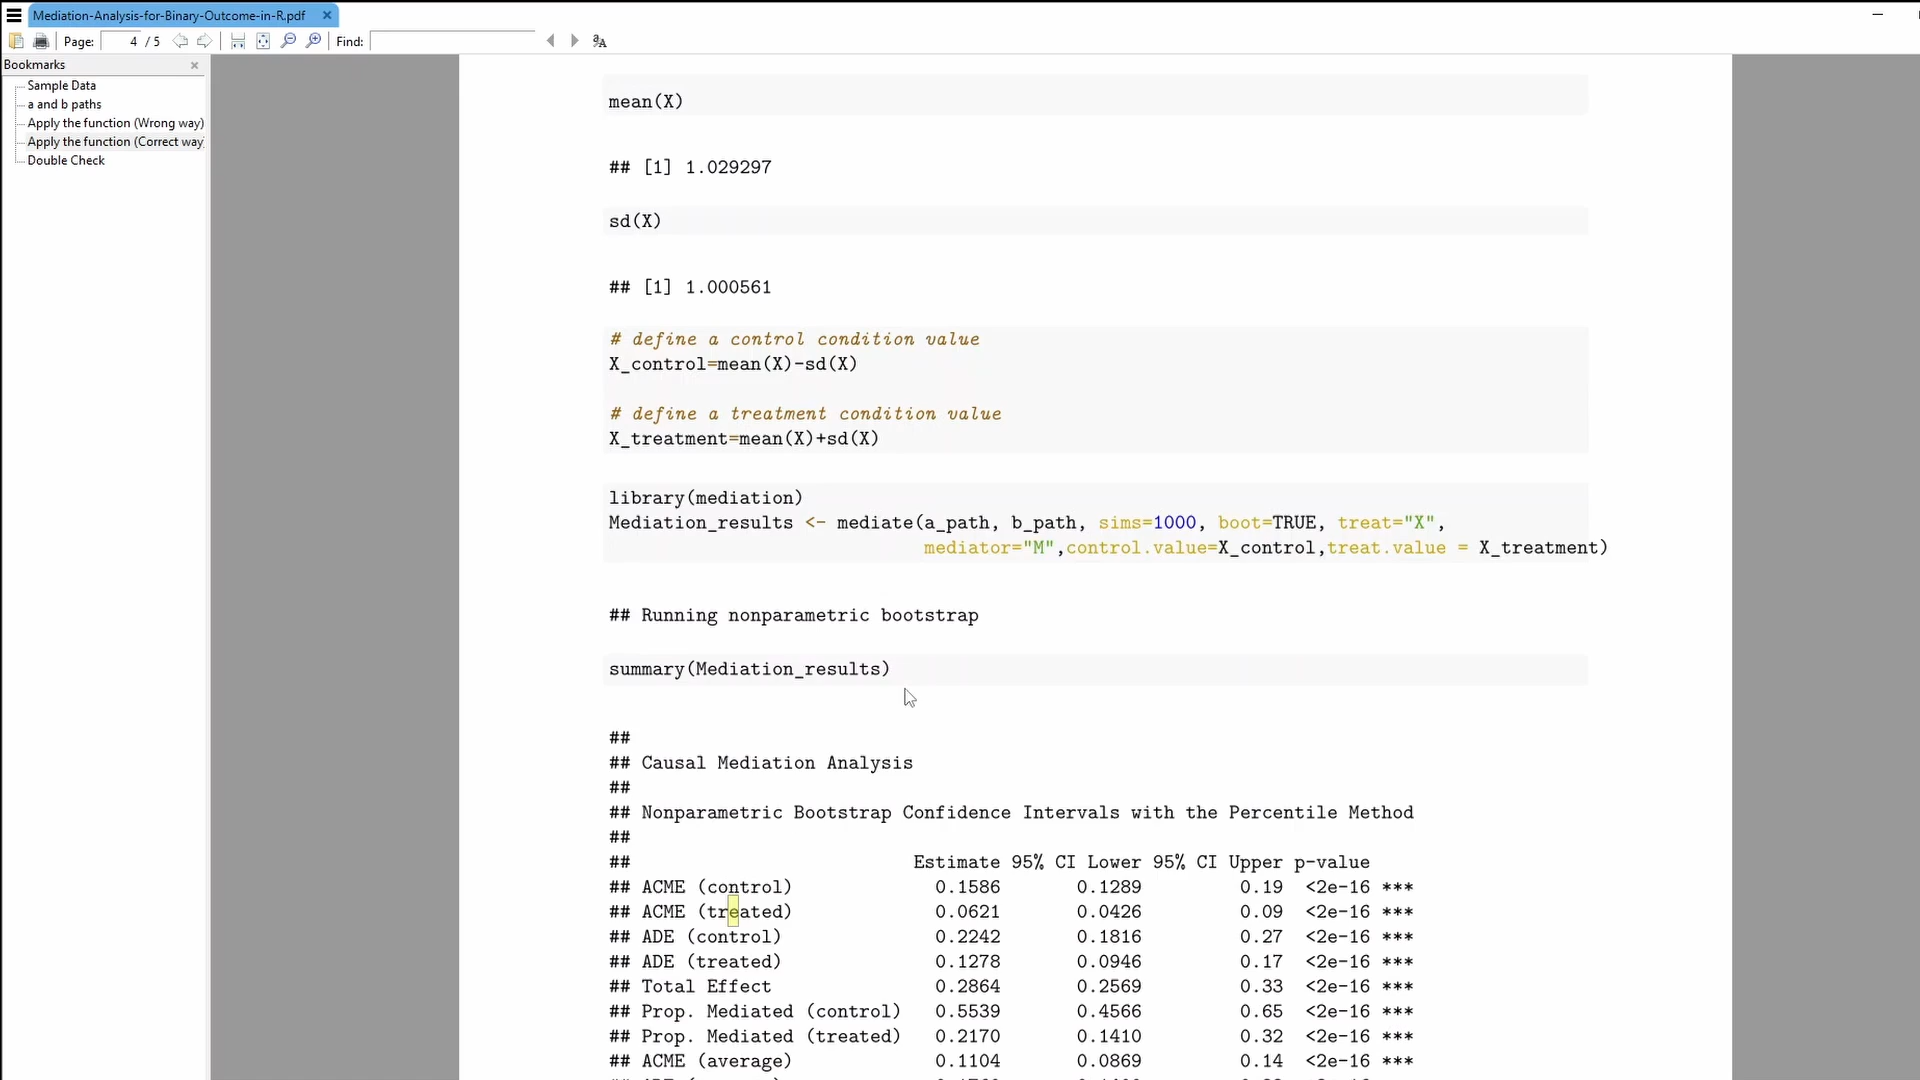 Mediation-Analysis-for-Binary-Outcome-in-R.pdf
Page: 4 / 5 Find:
Bookmarks
Sample Data
a and b paths
Apply the function (Wrong way)
Apply the function (Correct way
Double Check
mean(X)
## [1] 1.029297
sd(X)
## [1] 1.000561
# define a control condition value
X_control=mean(X)-sd(X)
# define a treatment condition value
X_treatment=mean(X)+sd(X)
library(mediation)
Mediation_results <- mediate(a_path, b_path, sims=1000, boot=TRUE, treat="X",
mediator="M",control.value=X_control,treat.value = X_treatment)
## Running nonparametric bootstrap
summary(Mediation_results)
##
## Causal Mediation Analysis
##
## Nonparametric Bootstrap Confidence Intervals with the Percentile Method
##
## Estimate 95% CI Lower 95% CI Upper p-value
## ACME (control) 0.1586 0.1289 0.19 <2e-16 ***
## ACME (treated) 0.0621 0.0426 0.09 <2e-16 ***
## ADE (control) 0.2242 0.1816 0.27 <2e-16 ***
## ADE (treated) 0.1278 0.0946 0.17 <2e-16 ***
## Total Effect 0.2864 0.2569 0.33 <2e-16 ***
## Prop. Mediated (control) 0.5539 0.4566 0.65 <2e-16 ***
## Prop. Mediated (treated) 0.2170 0.1410 0.32 <2e-16 ***
## ACME (average) 0.1104 0.0869 0.14 <2e-16 ***